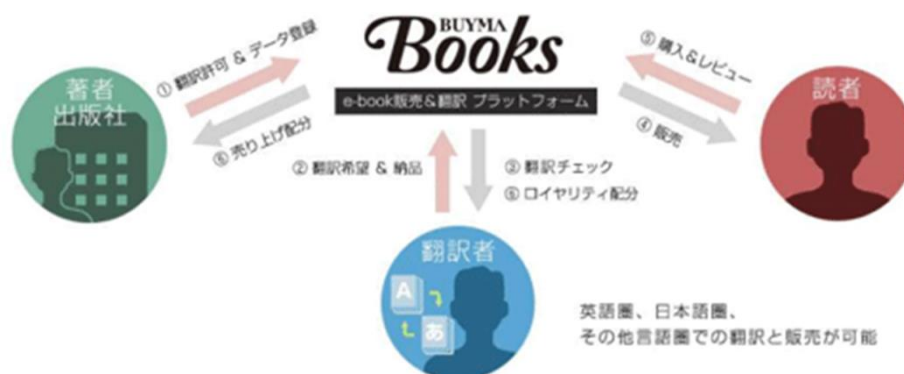 BUYMA
Books
e-book販売&翻訳 プラットフォーム
著者
出版社
① 翻訳許可 & データ登録
⑥ 売り上げ配分
② 翻訳希望 & 納品
③ 翻訳チェック
⑥ ロイヤリティ配分
⑤ 購入&レビュー
④ 販売
読者
翻訳者
A
あ
英語圏、日本語圏、
その他言語圏での翻訳と販売が可能